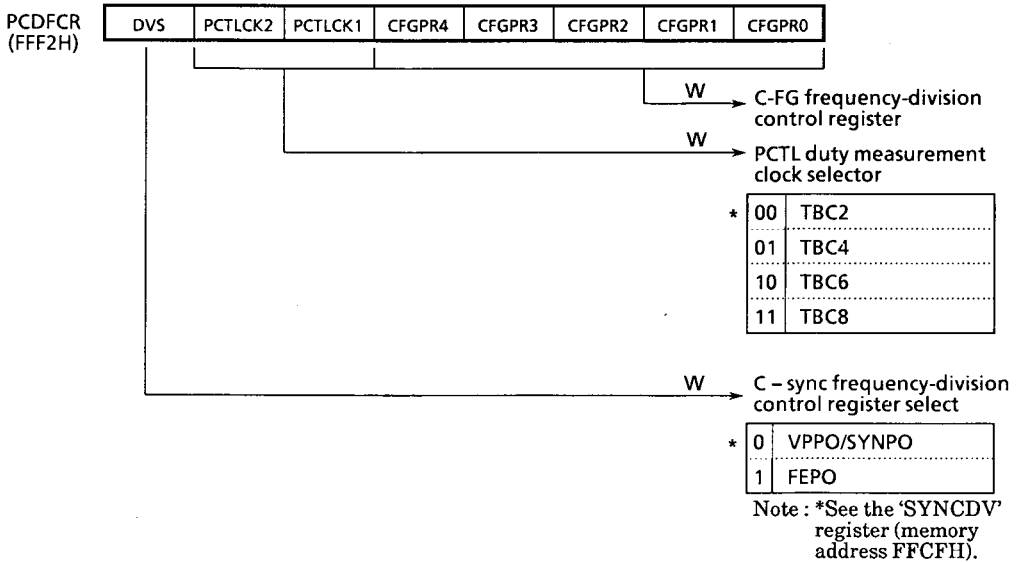 PCDFCR
(FFF2H)
DVS PCTLCK2 PCTLCK1 CFGPR4 CFGPR3 CFGPR2 CFGPR1 CFGPR0
W
C-FG frequency-division
control register
W
PCTL duty measurement
clock selector
* 00 TBC2
01 TBC4
10 TBC6
11 TBC8
W
C – sync frequency-division
control register select
* 0 VPPO/SYNPO
1 FEPO
Note : *See the ‘SYNCDV’
register (memory
address FFCFH).